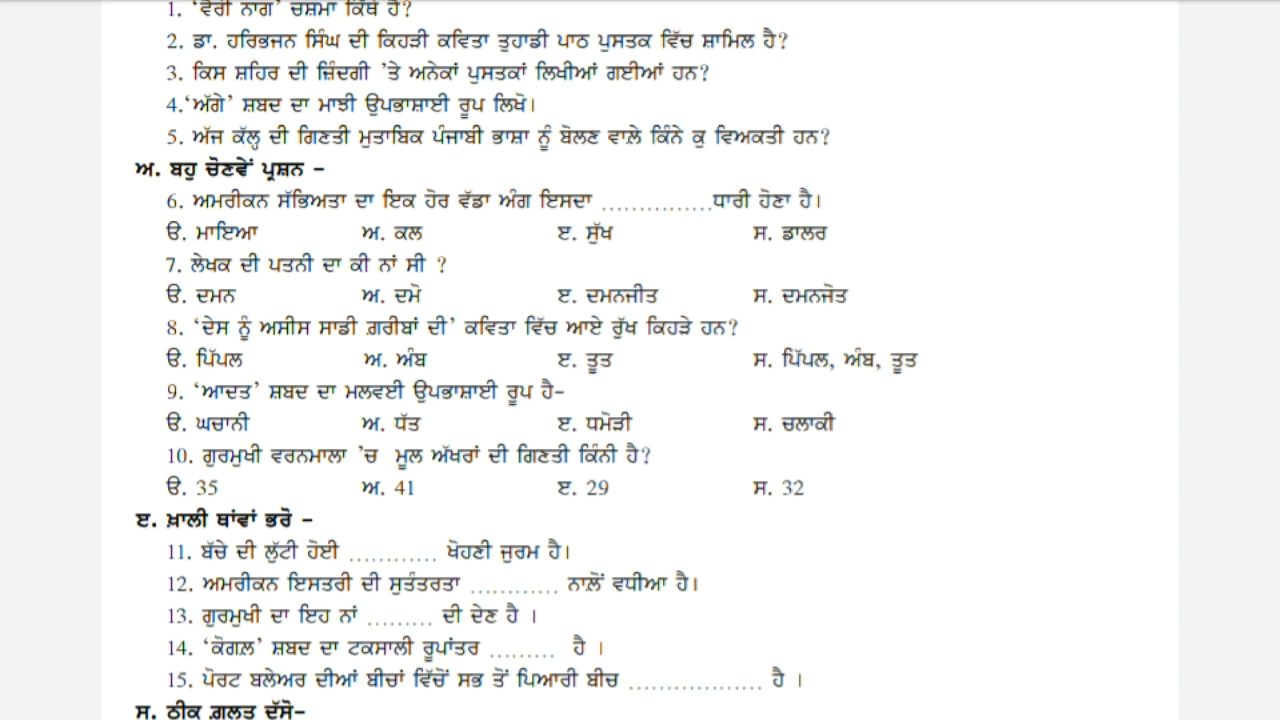 1. ‘ਵੈਰੀ ਨਾਗ’ ਚਸ਼ਮਾ ਕਿੱਥੇ ਹੈ?
2. ਡਾ. ਹਰਿਭਜਨ ਸਿੰਘ ਦੀ ਕਿਹੜੀ ਕਵਿਤਾ ਤੁਹਾਡੀ ਪਾਠ ਪੁਸਤਕ ਵਿੱਚ ਸ਼ਾਮਿਲ ਹੈ?
3. ਕਿਸ ਸ਼ਹਿਰ ਦੀ ਜ਼ਿੰਦਗੀ ’ਤੇ ਅਨੇਕਾਂ ਪੁਸਤਕਾਂ ਲਿਖੀਆਂ ਗਈਆਂ ਹਨ?
4.‘ਅੱਗੇ’ ਸ਼ਬਦ ਦਾ ਮਾਝੀ ਉਪਭਾਸ਼ਾਈ ਰੂਪ ਲਿਖੋ।
5. ਅੱਜ ਕੱਲ੍ਹ ਦੀ ਗਿਣਤੀ ਮੁਤਾਬਿਕ ਪੰਜਾਬੀ ਭਾਸ਼ਾ ਨੂੰ ਬੋਲਣ ਵਾਲ਼ੇ ਕਿੰਨੇ ਕੁ ਵਿਅਕਤੀ ਹਨ?
ਅ. ਬਹੁ ਚੋਣਵੇਂ ਪ੍ਰਸ਼ਨ –
6. ਅਮਰੀਕਨ ਸੱਭਿਅਤਾ ਦਾ ਇਕ ਹੋਰ ਵੱਡਾ ਅੰਗ ਇਸਦਾ ...............ਧਾਰੀ ਹੋਣਾ ਹੈ।
ੳ. ਮਾਇਆ ਅ. ਕਲ ੲ. ਸੁੱਖ ਸ. ਡਾਲਰ
7. ਲੇਖਕ ਦੀ ਪਤਨੀ ਦਾ ਕੀ ਨਾਂ ਸੀ ?
ੳ. ਦਮਨ ਅ. ਦਮੋ ੲ. ਦਮਨਜੀਤ ਸ. ਦਮਨਜੋਤ
8. ‘ਦੇਸ ਨੂੰ ਅਸੀਸ ਸਾਡੀ ਗ਼ਰੀਬਾਂ ਦੀ’ ਕਵਿਤਾ ਵਿੱਚ ਆਏ ਰੁੱਖ ਕਿਹੜੇ ਹਨ?
ੳ. ਪਿੱਪਲ ਅ. ਅੰਬ ੲ. ਤੂਤ ਸ. ਪਿੱਪਲ, ਅੰਬ, ਤੂਤ
9. ‘ਆਦਤ’ ਸ਼ਬਦ ਦਾ ਮਲਵਈ ਉਪਭਾਸ਼ਾਈ ਰੂਪ ਹੈ–
ੳ. ਘਚਾਨੀ ਅ. ਧੱਤ ੲ. ਧਮੋੜੀ ਸ. ਚਲਾਕੀ
10. ਗੁਰਮੁਖੀ ਵਰਨਮਾਲਾ ’ਚ ਮੂਲ ਅੱਖਰਾਂ ਦੀ ਗਿਣਤੀ ਕਿੰਨੀ ਹੈ?
ੳ. 35 ਅ. 41 ੲ. 29 ਸ. 32
ੲ. ਖ਼ਾਲੀ ਥਾਂਵਾਂ ਭਰੋ –
11. ਬੱਚੇ ਦੀ ਲੁੱਟੀ ਹੋਈ ............ ਖੋਹਣੀ ਜੁਰਮ ਹੈ।
12. ਅਮਰੀਕਨ ਇਸਤਰੀ ਦੀ ਸੁਤੰਤਰਤਾ ............ ਨਾਲ਼ੋਂ ਵਧੀਆ ਹੈ।
13. ਗੁਰਮੁਖੀ ਦਾ ਇਹ ਨਾਂ ......... ਦੀ ਦੇਣ ਹੈ ।
14. ‘ਕੋਗਲ਼’ ਸ਼ਬਦ ਦਾ ਟਕਸਾਲੀ ਰੂਪਾਂਤਰ ......... ਹੈ ।
15. ਪੋਰਟ ਬਲੇਅਰ ਦੀਆਂ ਬੀਚਾਂ ਵਿੱਚੋਂ ਸਭ ਤੋਂ ਪਿਆਰੀ ਬੀਚ .................. ਹੈ ।
ਸ. ਠੀਕ ਗ਼ਲਤ ਦੱਸੋ–